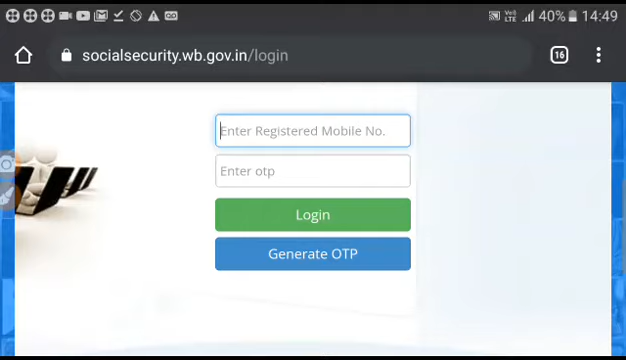 40% 14:49
socialsecurity.wb.gov.in/login
16
Enter Registered Mobile No.
Enter otp
Login
Generate OTP